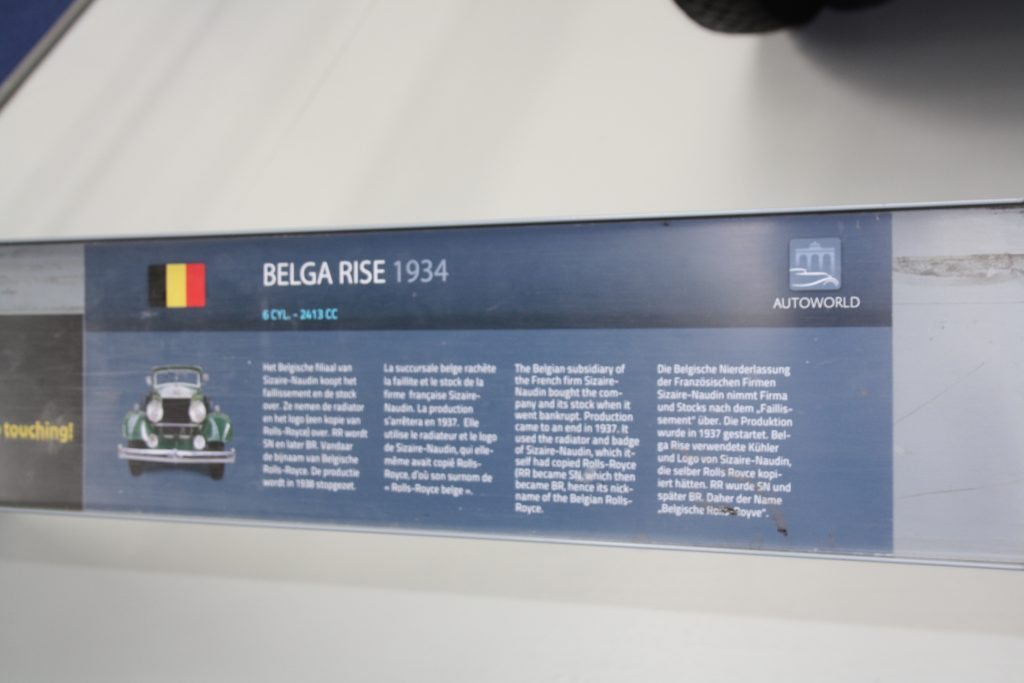 BELGA RISE 1934
6 CYL. - 2413 CC
AUTOWORLD
touching!
Het Belgische filiaal van
Sizaire-Naudin koopt het
faillissement en de stock
over. Ze nemen de radiator
en het logo (een kopie van
Rolls-Royce) over. RR wordt
SN en later BR. Vandaar
de bijnaam van Belgische
Rolls-Royce. De productie
wordt in 1938 stopgezet.
La succursale belge rachète
la faillite et le stock de la
firme française Sizaire-
Naudin. La production
s'arrêtera en 1937. Elle
utilise le radiateur et le logo
de Sizaire-Naudin, qui elle-
même avait copié Rolls-
Royce, d'où son surnom de
« Rolls-Royce belge ».
The Belgian subsidiary of
the French firm Sizaire-
Naudin bought the com-
pany and its stock when it
went bankrupt. Production
came to an end in 1937. It
used the radiator and badge
of Sizaire-Naudin, which it-
self had copied Rolls-Royce
(RR became SN, which then
became BR, hence its nick-
name of the Belgian Rolls-
Royce.
Die Belgische Nierderlassung
der Französischen Firmen
Sizaire-Naudin nimmt Firma
und Stocks nach dem „Faillis-
sement“ über. Die Produktion
wurde in 1937 gestartet. Bel-
ga Rise verwendete Kühler
und Logo von Sizaire-Naudin,
die selber Rolls Royce kopi-
iert hätten. RR wurde SN und
später BR. Daher der Name
„Belgische Rolls-Royve“.